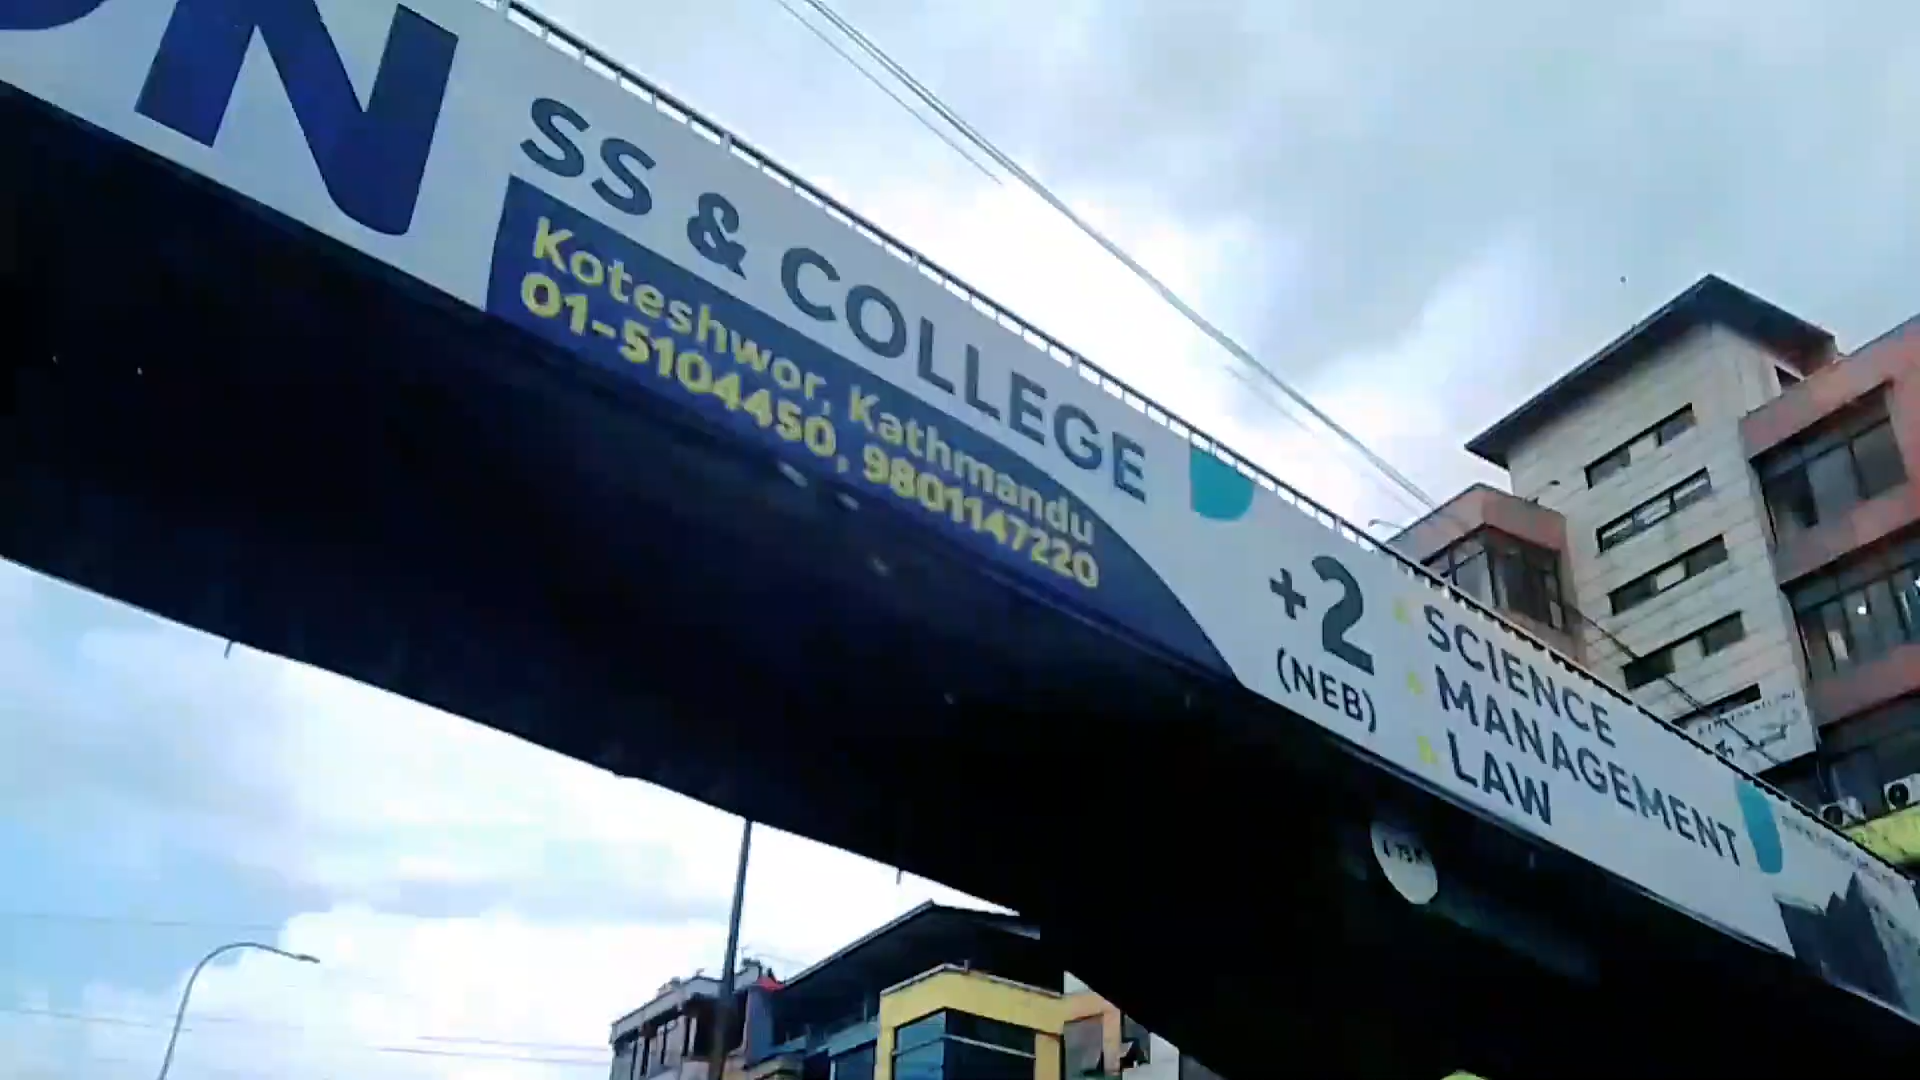 N
SS & COLLEGE
Koteshwor, Kathmandu
01-5104450, 9801147220
+2
(NEB)
SCIENCE
MANAGEMENT
LAW